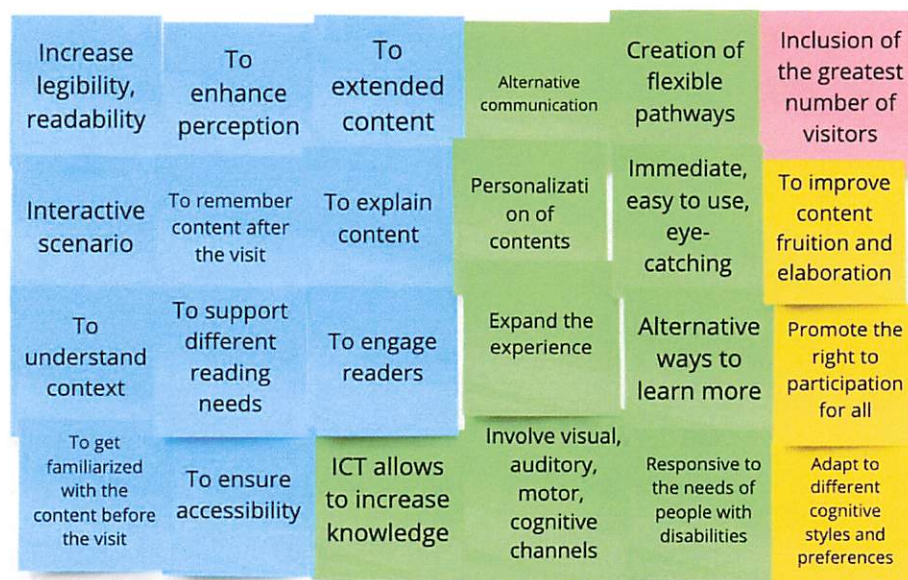 Increase
legibility,
readability
To
enhance
perception
To
extended
content
Alternative
communication
Creation of
flexible
pathways
Inclusion of
the greatest
number of
visitors
Interactive
scenario
To remember
content after
the visit
To explain
content
Personalizati
on of
contents
Immediate,
easy to use,
eye-
catching
To improve
content
fruition and
elaboration
To
understand
context
To support
different
reading
needs
To engage
readers
Expand the
experience
Alternative
ways to
learn more
Promote the
right to
participation
for all
To get
familiarized
with the
content before
the visit
To ensure
accessibility
ICT allows
to increase
knowledge
Involve visual,
auditory,
motor,
cognitive
channels
Responsive to
the needs of
people with
disabilities
Adapt to
different
cognitive
styles and
preferences